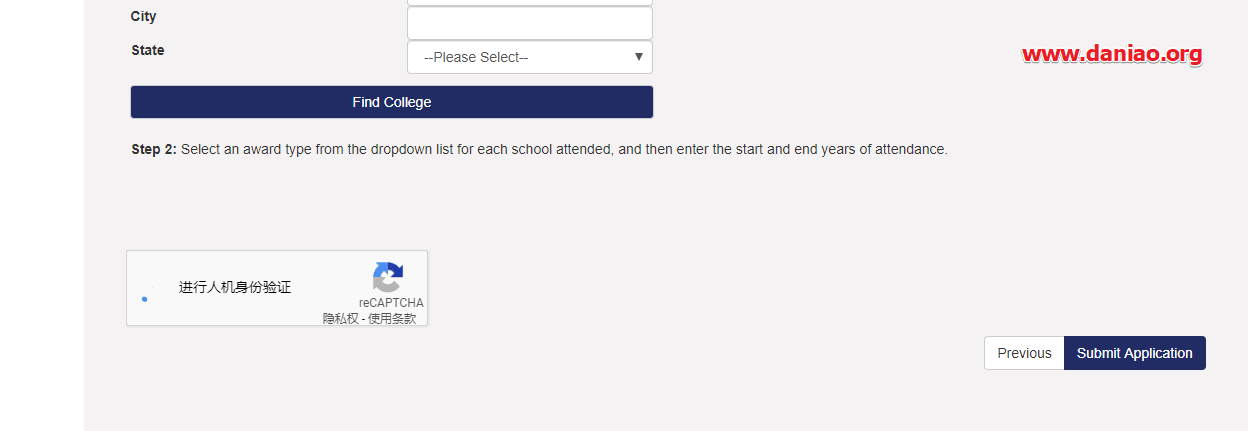 City
State
--Please Select--
www.daniao.org
Find College
Step 2: Select an award type from the dropdown list for each school attended, and then enter the start and end years of attendance.
进行人机身份验证
reCAPTCHA
隐私权 - 使用条款
Previous
Submit Application